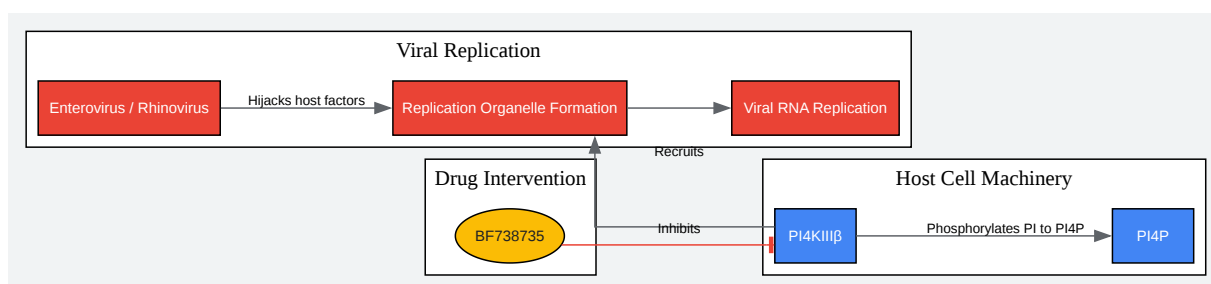 Viral Replication
Enterovirus / Rhinovirus
Hijacks host factors
Replication Organelle Formation
Viral RNA Replication
Recruits
Drug Intervention
Host Cell Machinery
BF738735
Inhibits
PI4KIIIβ
Phosphorylates PI to PI4P
PI4P